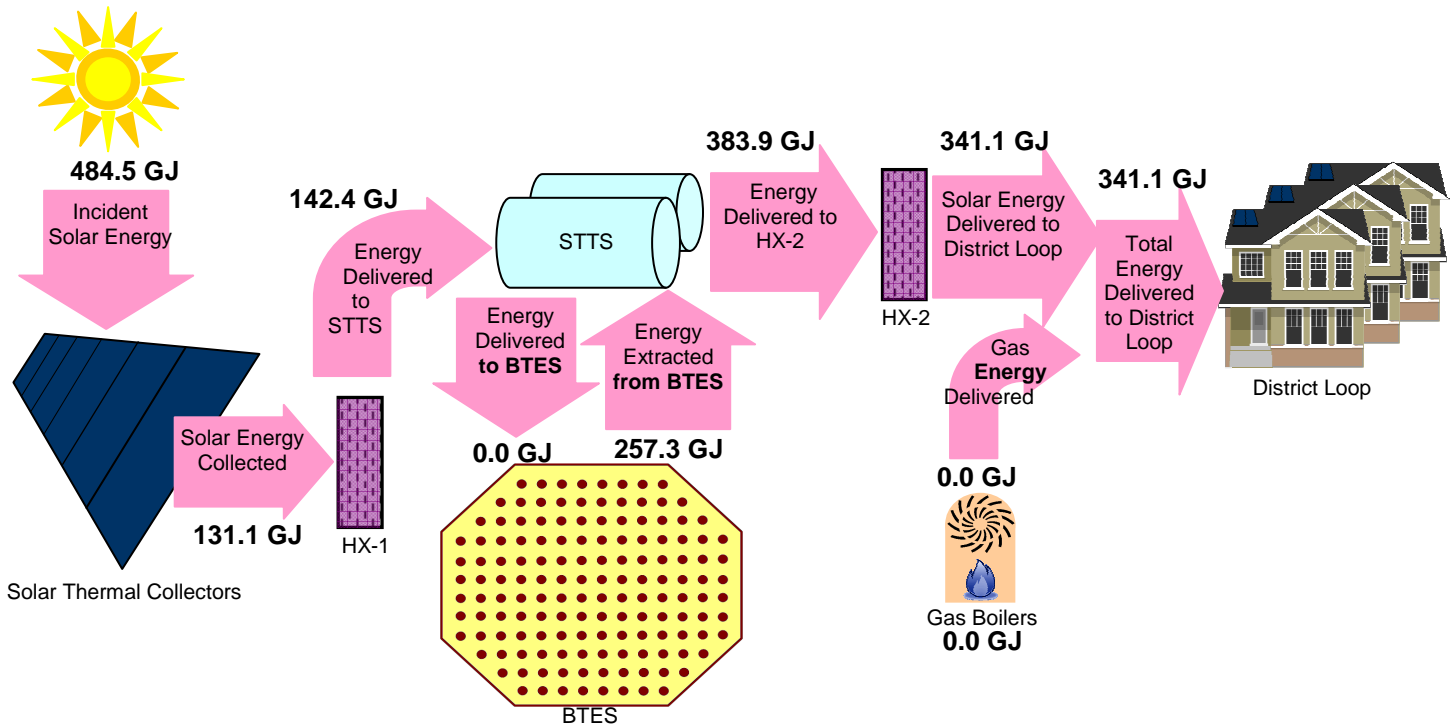 484.5 GJ
Incident
Solar Energy
142.4 GJ
Energy
Delivered
to
STTS
STTS
383.9 GJ
Energy
Delivered to
HX-2
HX-2
341.1 GJ
Solar Energy
Delivered to
District Loop
341.1 GJ
Total
Energy
Delivered
to District
Loop
District Loop
Energy
Delivered
to BTES
0.0 GJ
Energy
Extracted
from BTES
257.3 GJ
Gas
Energy
Delivered
0.0 GJ
Gas Boilers
0.0 GJ
Solar Energy
Collected
131.1 GJ
HX-1
Solar Thermal Collectors
BTES